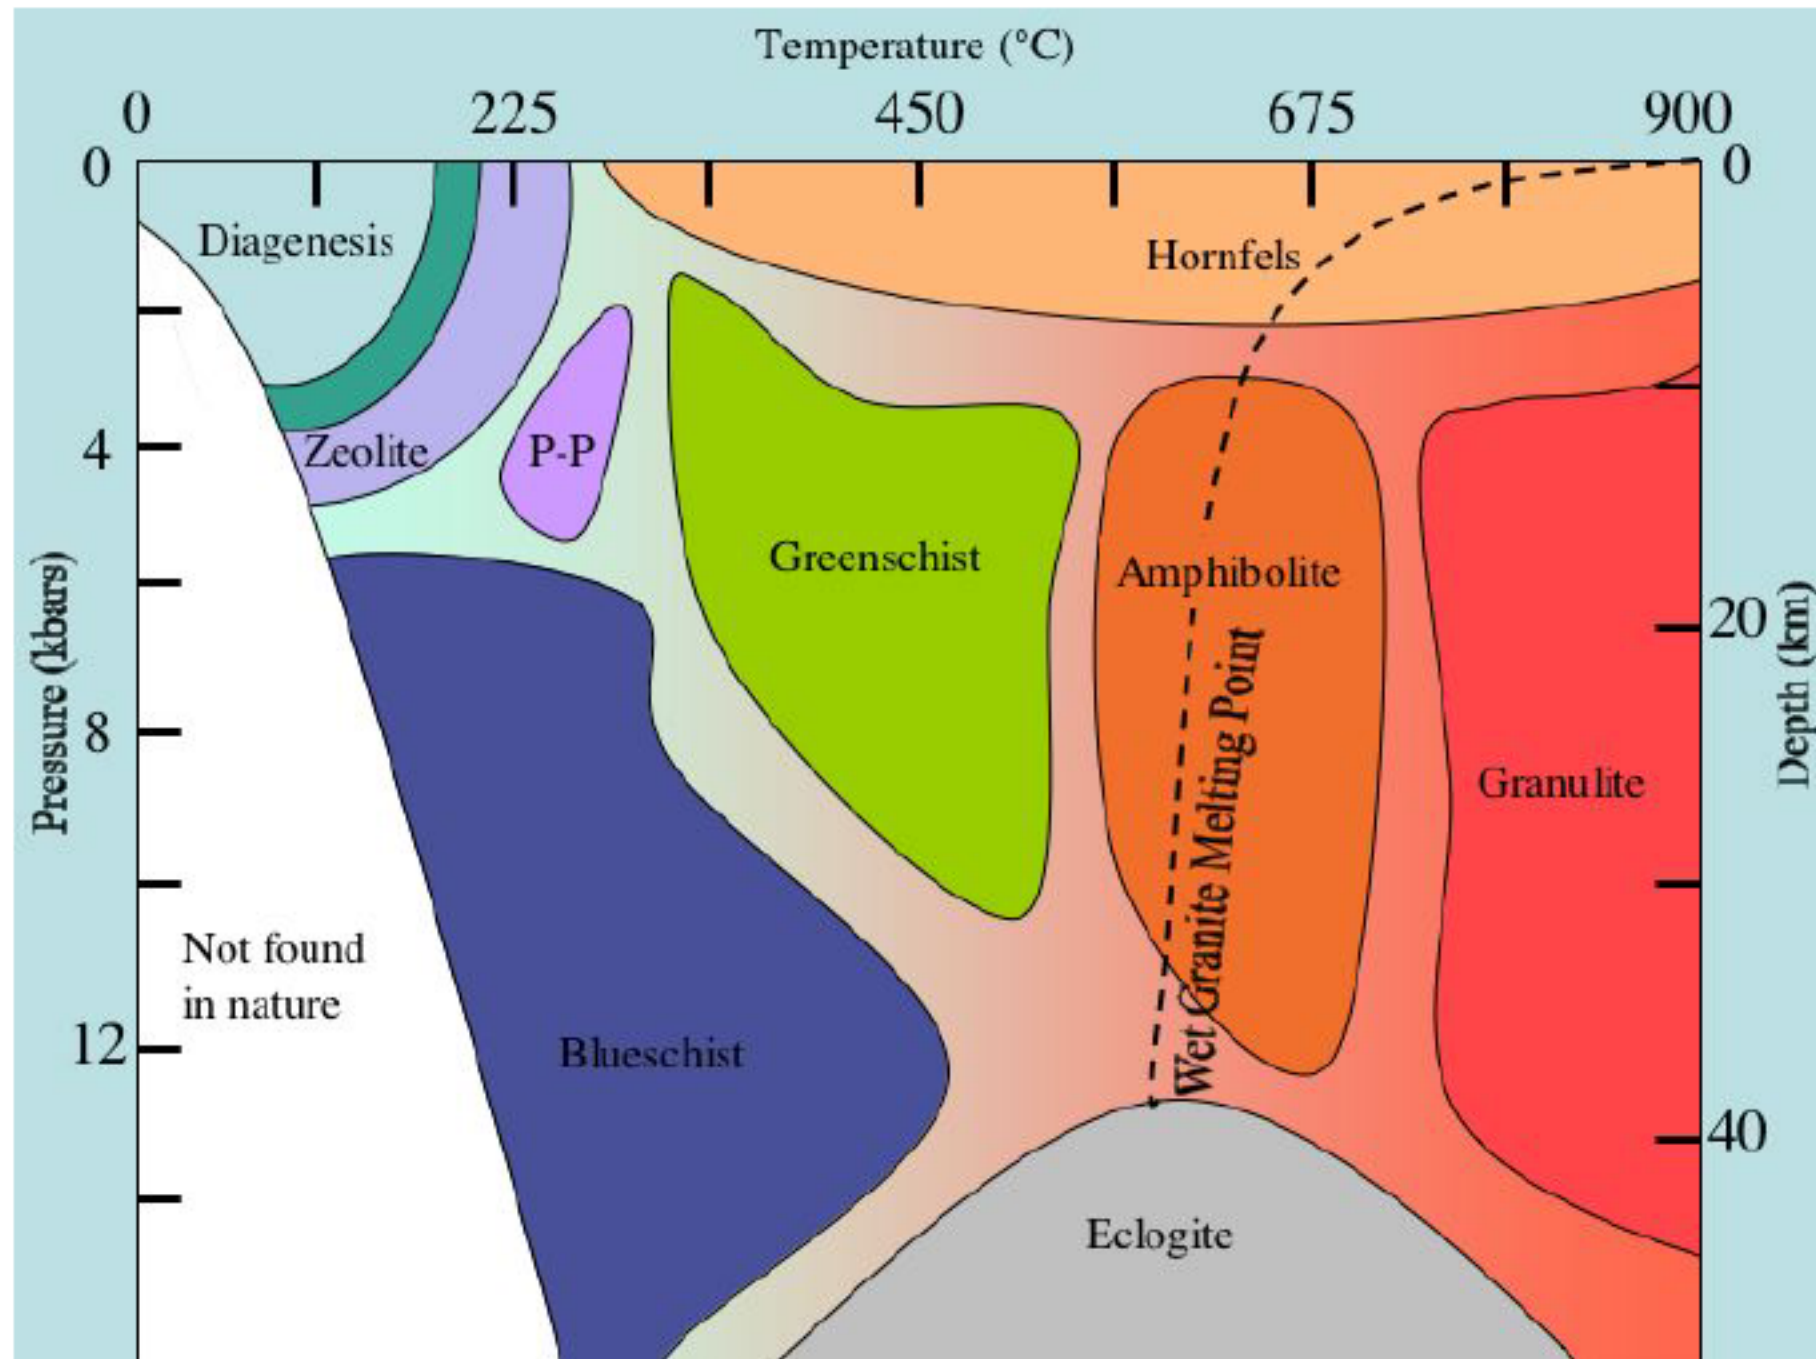 Temperature (°C)
0 225 450 675 900
0 0
Diagenesis
Hornfels
4
Zeolite
P-P
Greenschist
Amphibolite
20
Pressure (kbars)
Depth (km)
Wet Granite Melting Point
8
Granulite
Not found
in nature
12
Blueschist
40
Eclogite